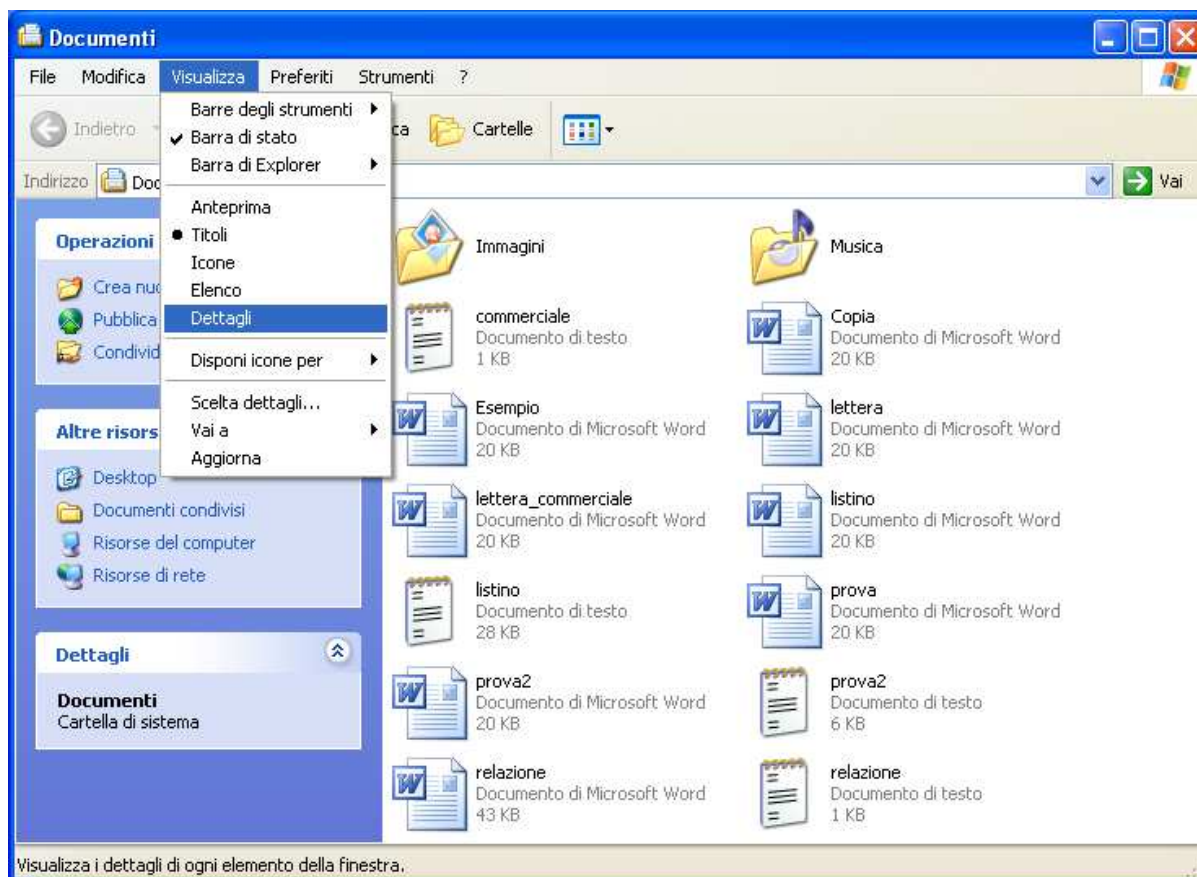 Documenti
File Modifica Visualizza Preferiti Strumenti ?
Indietro
ca Cartelle
Indirizzo Doc
Vai
Barre degli strumenti
Barra di stato
Barra di Explorer
Anteprima
Titoli
Icone
Elenco
Dettagli
Disponi icone per
Scelta dettagli...
Vai a
Aggiorna
Operazioni
Crea nuo
Pubblica
Condivid
Altre risors
Desktop
Documenti condivisi
Risorse del computer
Risorse di rete
Dettagli
Documenti
Cartella di sistema
Immagini
Musica
commerciale
Documento di testo
1 KB
Copia
Documento di Microsoft Word
20 KB
Esempio
Documento di Microsoft Word
20 KB
lettera
Documento di Microsoft Word
20 KB
lettera_commerciale
Documento di Microsoft Word
20 KB
listino
Documento di Microsoft Word
20 KB
listino
Documento di testo
28 KB
prova
Documento di Microsoft Word
20 KB
prova2
Documento di Microsoft Word
20 KB
prova2
Documento di testo
6 KB
relazione
Documento di Microsoft Word
43 KB
relazione
Documento di testo
1 KB
Visualizza i dettagli di ogni elemento della finestra.